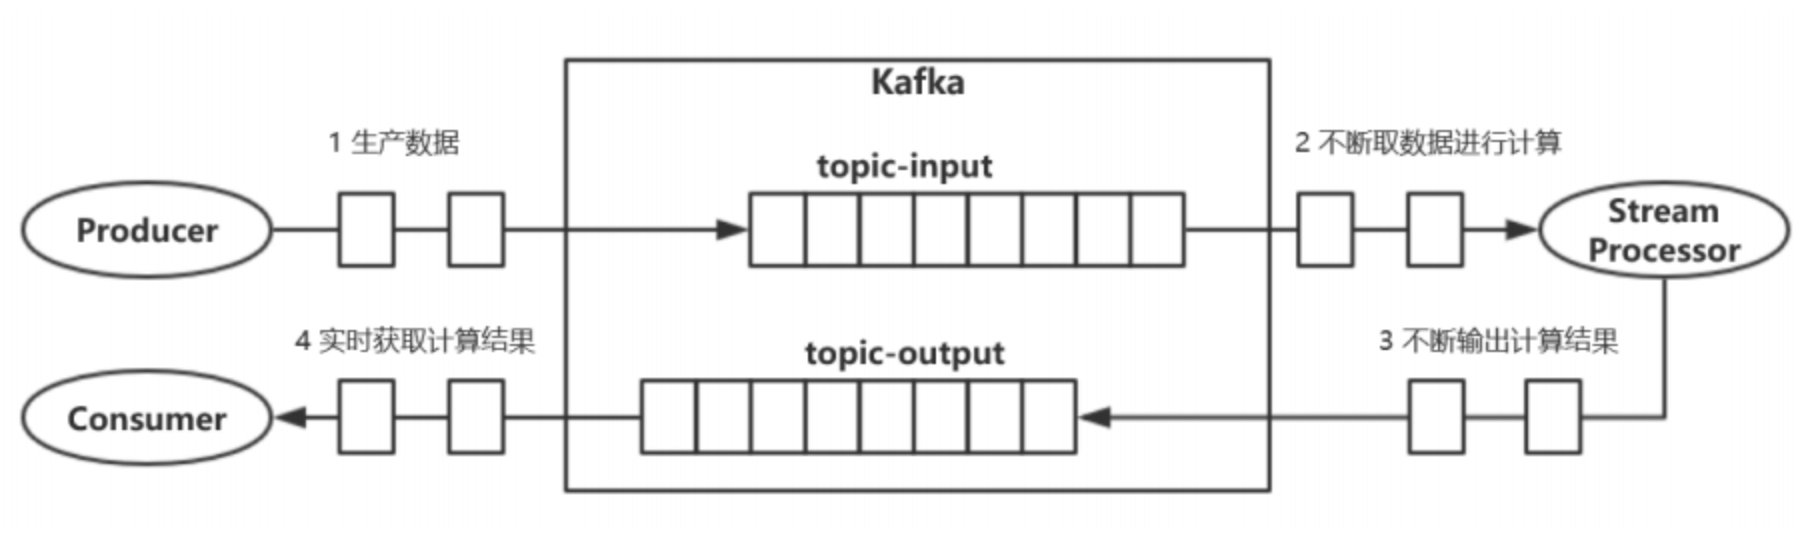 Kafka
1 生产数据
topic-input
2 不断取数据进行计算
Producer
Stream
Processor
4 实时获取计算结果
topic-output
3 不断输出计算结果
Consumer